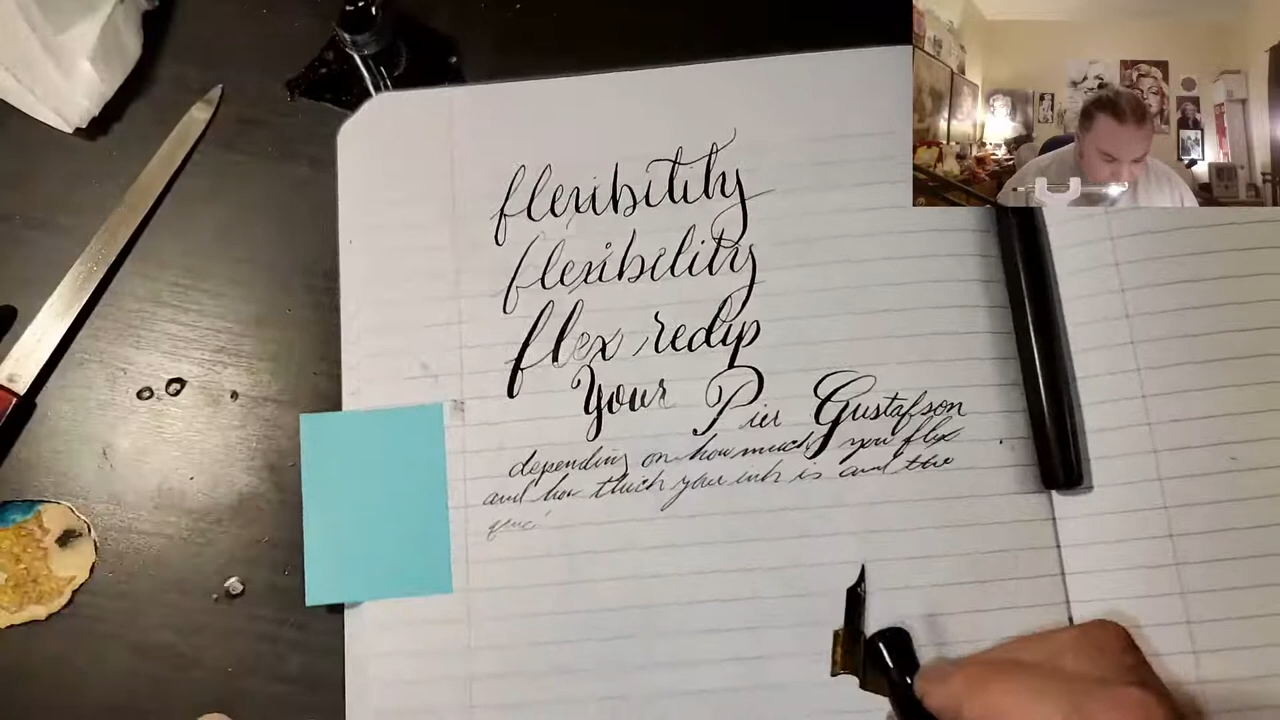 flexibility
flexibility
flex redip
Your Pier Gustafson
depending on how much you flex
and how thick your ink is and the